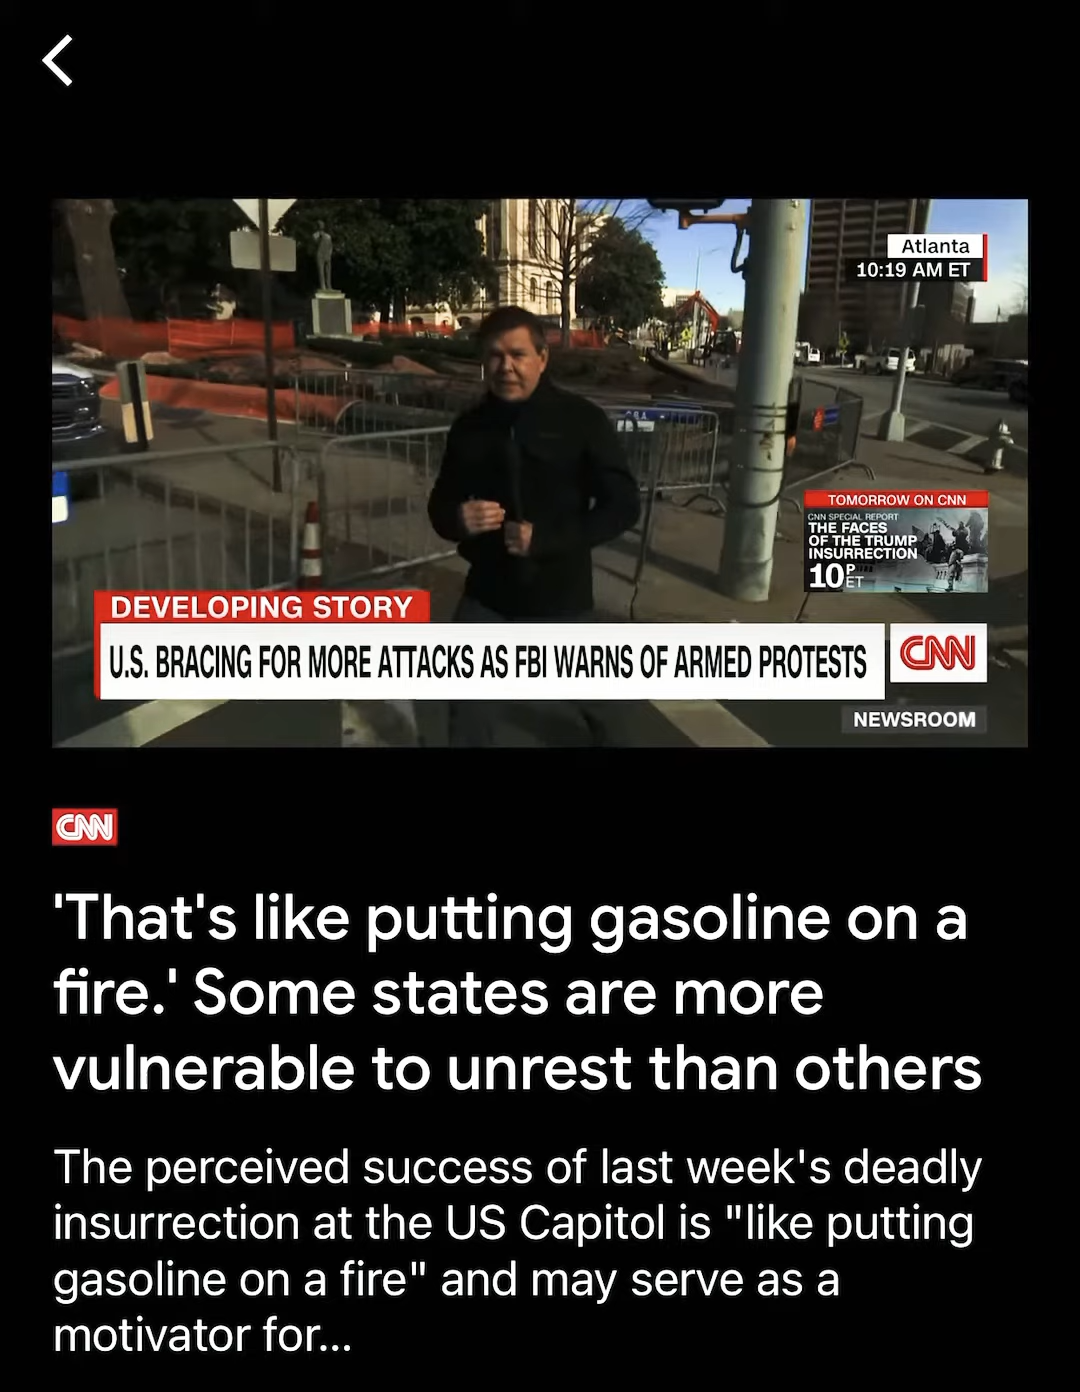 Atlanta
10:19 AM ET
TOMORROW ON CNN
CNN SPECIAL REPORT
THE FACES
OF THE TRUMP
INSURRECTION
10P ET
DEVELOPING STORY
U.S. BRACING FOR MORE ATTACKS AS FBI WARNS OF ARMED PROTESTS
CNN
NEWSROOM
CNN
'That's like putting gasoline on a
fire.' Some states are more
vulnerable to unrest than others
The perceived success of last week's deadly
insurrection at the US Capitol is "like putting
gasoline on a fire" and may serve as a
motivator for...